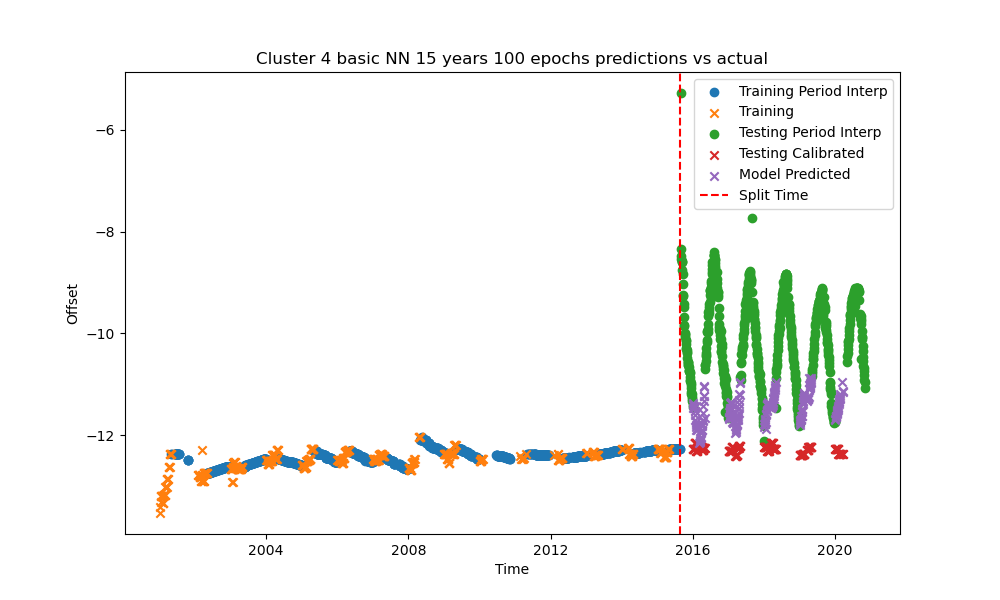 Cluster 4 basic NN 15 years 100 epochs predictions vs actual
Training Period Interp
Training
Testing Period Interp
Testing Calibrated
Model Predicted
Split Time
Offset
−6
−8
−10
−12
2004
2008
2012
2016
2020
Time